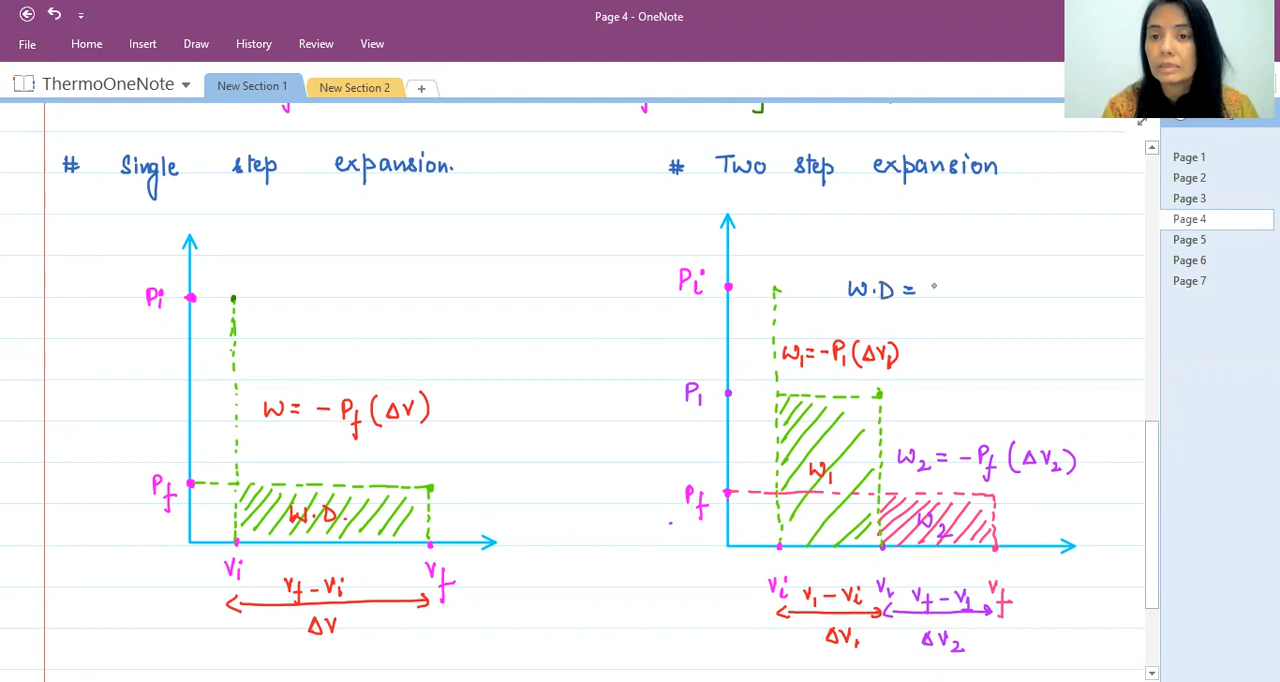 Page 4 - OneNote
File Home Insert Draw History Review View
ThermoOneNote New Section 1 New Section 2 +
Page 1
Page 2
Page 3
Page 4
Page 5
Page 6
Page 7
# Single step expansion.
Pi
W = - Pf (ΔV)
Pf
W.D.
Vi Vf
Vf - Vi
ΔV
# Two step expansion
Pi
W.D =
W1 = -P1 (ΔV1)
P1
W2 = -Pf (ΔV2)
W1
Pf
W2
Vi V1 - Vi V1 Vf - V1 Vf
ΔV1 ΔV2